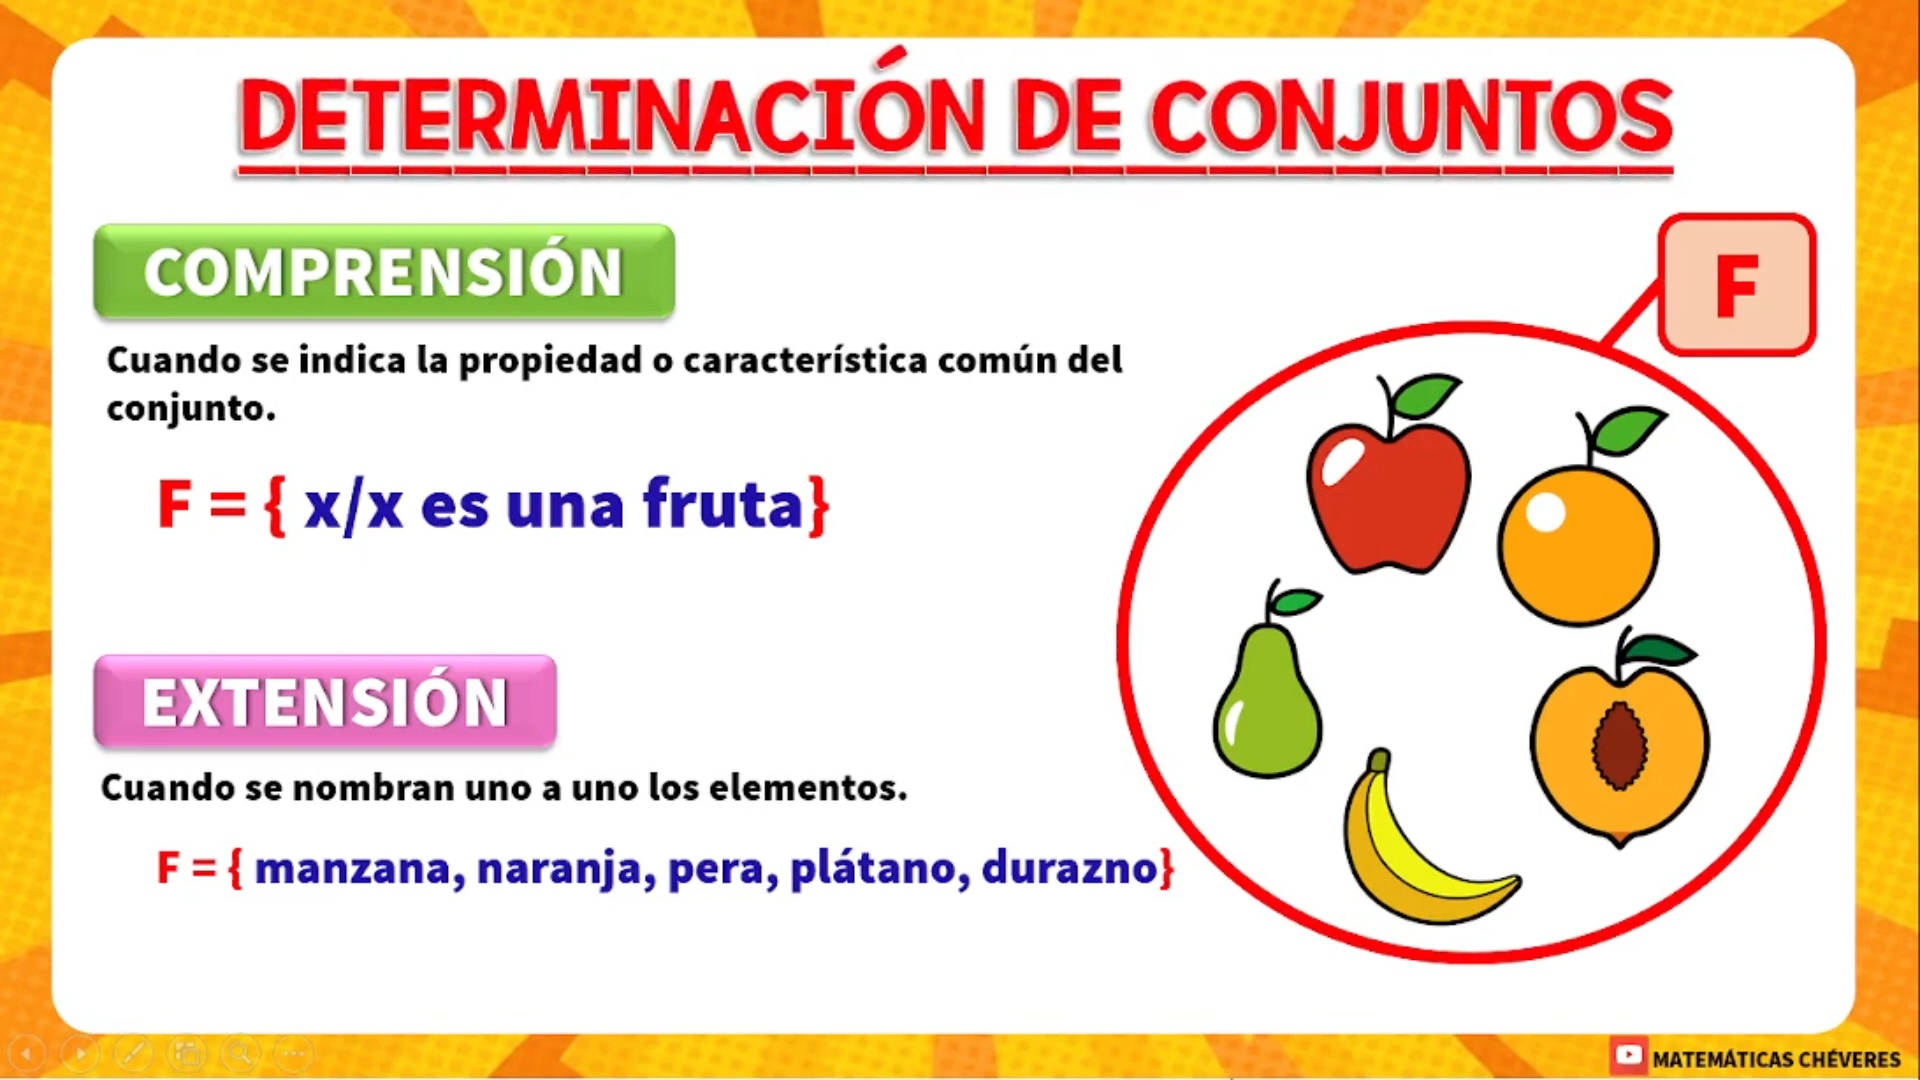 DETERMINACIÓN DE CONJUNTOS
COMPRENSIÓN
Cuando se indica la propiedad o característica común del
conjunto.
F = { x/x es una fruta}
F
EXTENSIÓN
Cuando se nombran uno a uno los elementos.
F = { manzana, naranja, pera, plátano, durazno}
MATEMÁTICAS CHÉVERES